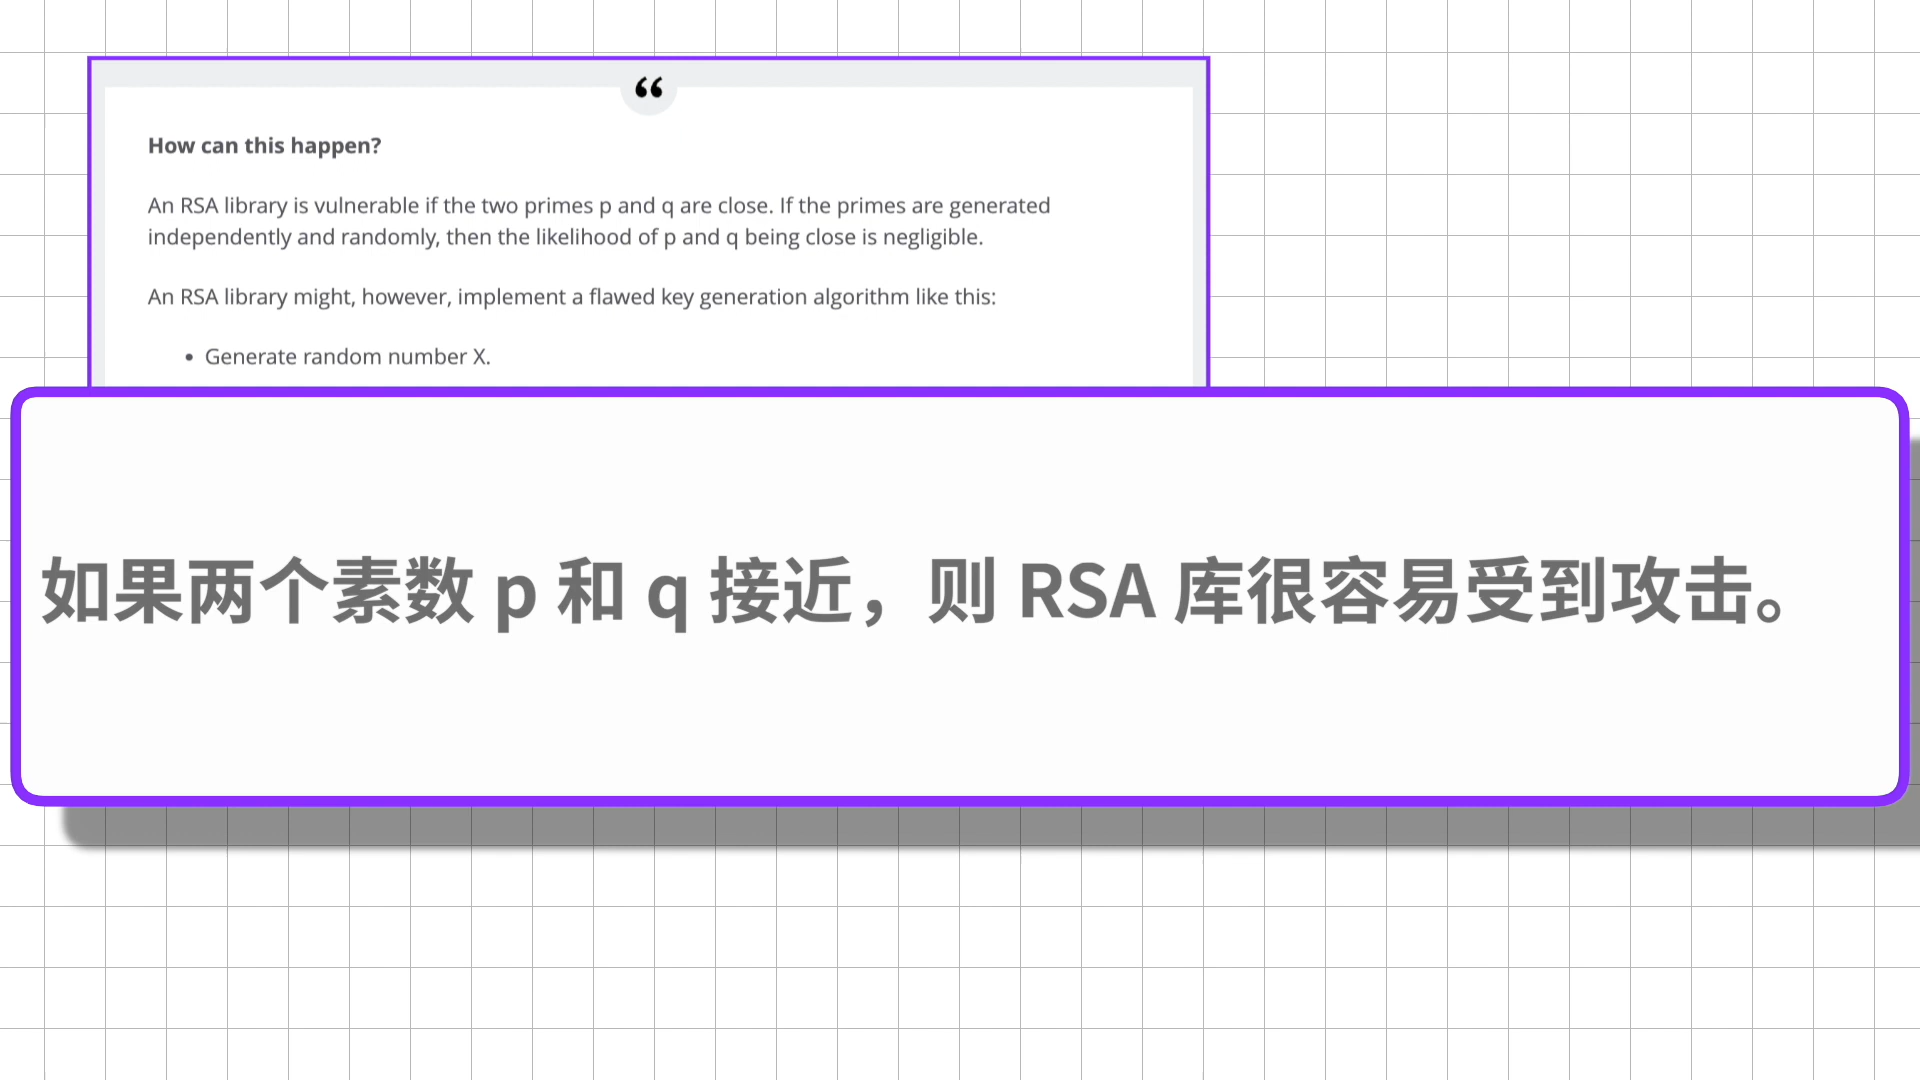 “
How can this happen?
An RSA library is vulnerable if the two primes p and q are close. If the primes are generated
independently and randomly, then the likelihood of p and q being close is negligible.
An RSA library might, however, implement a flawed key generation algorithm like this:
• Generate random number X.
如果两个素数 p 和 q 接近，则 RSA 库很容易受到攻击。